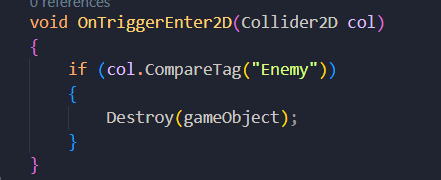 0 references
void OnTriggerEnter2D(Collider2D col)
{
if (col.CompareTag("Enemy"))
{
Destroy(gameObject);
}
}